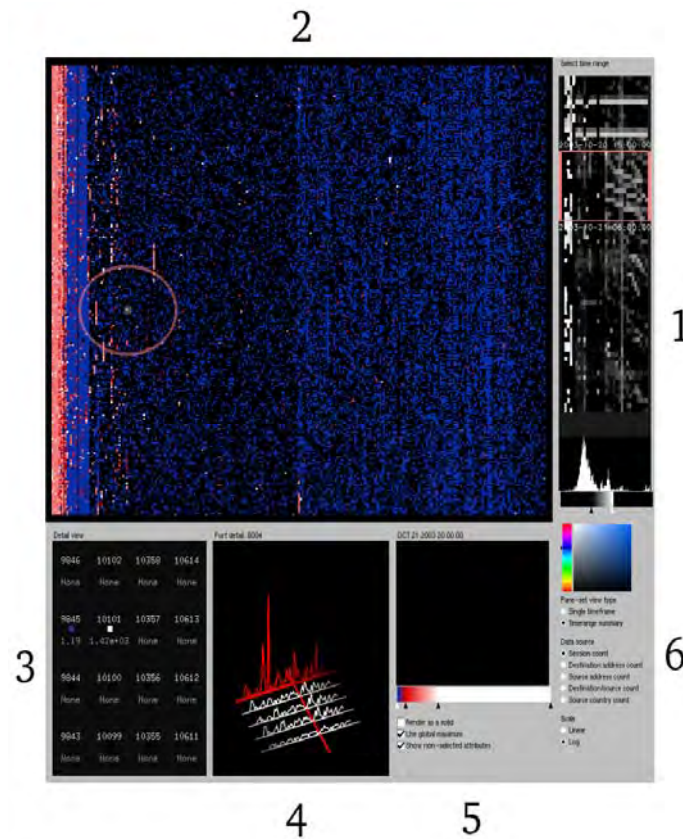 2
Select time range
1
Detail view
9846 10102 10358 10614
None None None None
9845 10101 10357 10613
1.19 1.42e+03 None None
9844 10100 10356 10612
None None None None
9843 10099 10355 10611
None None None None
3
Port detail: 8004
4
OCT 21 2003 20:00:00
Render as a solid
Use global maximum
Show non-selected attributes
5
Pane-set view type
Single timeframe
Timerange summary
Data source
Session count
Destination address count
Source address count
Destination/source count
Source country count
Scale
Linear
Log
6